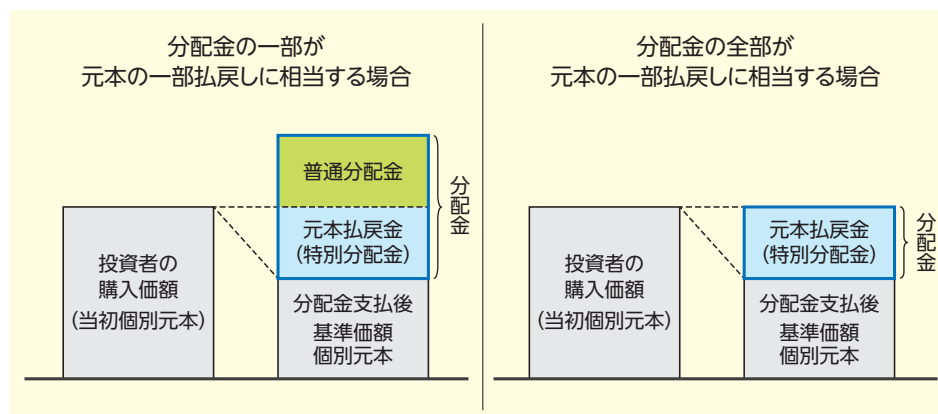 分配金の一部が
元本の一部払戻しに相当する場合
普通分配金
元本払戻金
(特別分配金)
分配金
投資者の
購入価額
(当初個別元本)
分配金支払後
基準価額
個別元本
分配金の全部が
元本の一部払戻しに相当する場合
元本払戻金
(特別分配金)
分配金
投資者の
購入価額
(当初個別元本)
分配金支払後
基準価額
個別元本